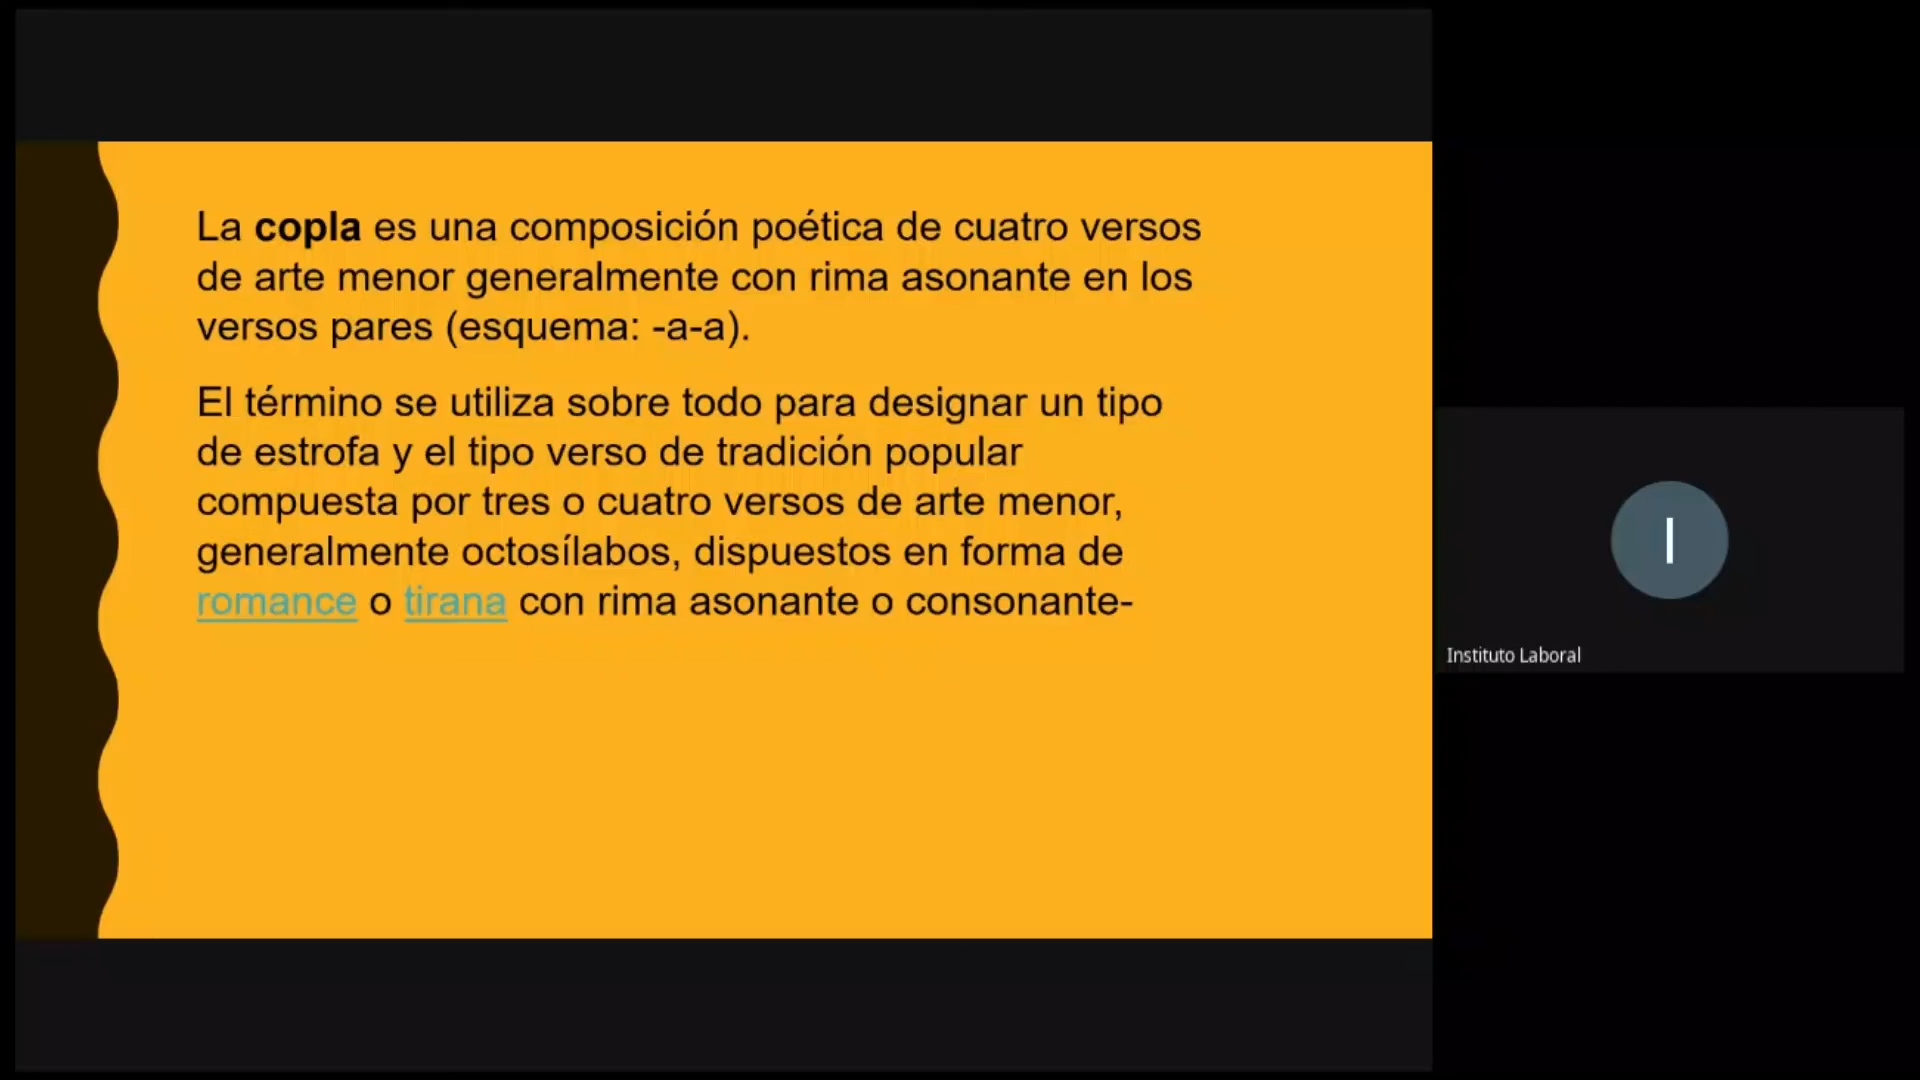 La copla es una composición poética de cuatro versos
de arte menor generalmente con rima asonante en los
versos pares (esquema: -a-a).
El término se utiliza sobre todo para designar un tipo
de estrofa y el tipo verso de tradición popular
compuesta por tres o cuatro versos de arte menor,
generalmente octosílabos, dispuestos en forma de
romance o tirana con rima asonante o consonante-
I
Instituto Laboral